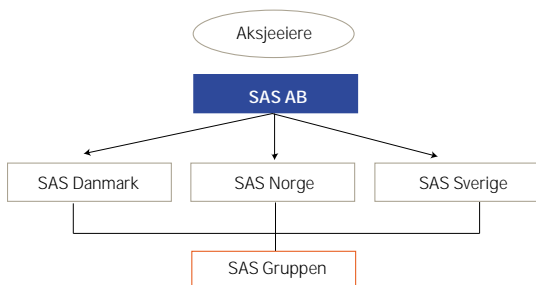 Aksjeeiere
SAS AB
SAS Danmark
SAS Norge
SAS Sverige
SAS Gruppen